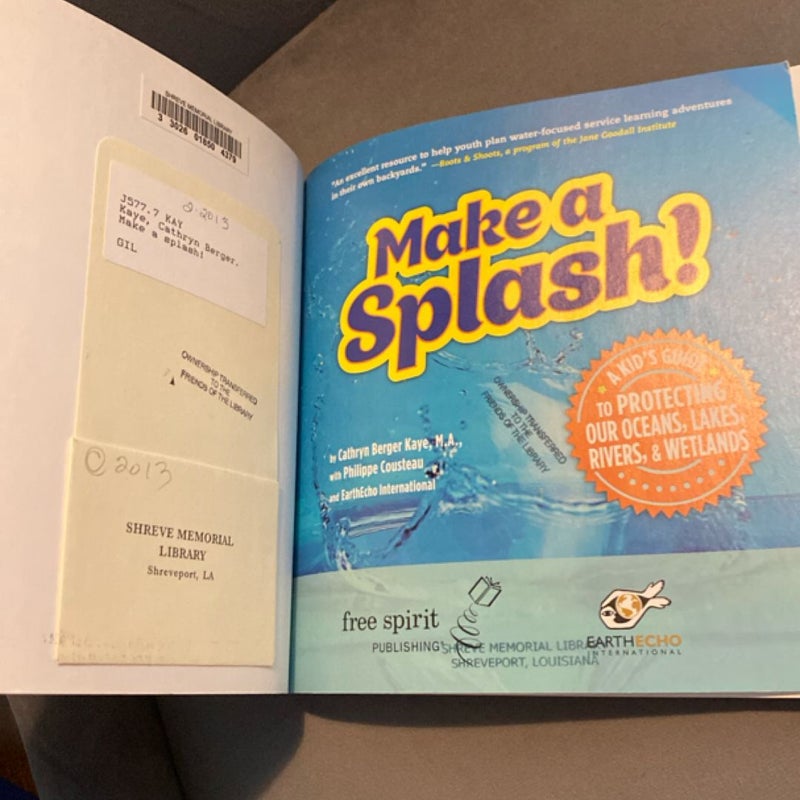 SHREVE MEMORIAL LIBRARY
3 3026 01850 4379
2-2013
J577.7 KAY
Kaye, Cathryn Berger.
Make a splash!
GIL
OWNERSHIP TRANSFERRED
TO THE
FRIENDS OF THE LIBRARY
© 2013
SHREVE MEMORIAL
LIBRARY
Shreveport, LA
"An excellent resource to help youth plan water-focused service learning adventures
in their own backyards." —Roots & Shoots, a program of the Jane Goodall Institute
Make a
Splash!
A KID'S GUIDE
TO PROTECTING
OUR OCEANS, LAKES,
RIVERS, & WETLANDS
OWNERSHIP TRANSFERRED
TO THE
FRIENDS OF THE LIBRARY
by Cathryn Berger Kaye, M.A.,
with Philippe Cousteau
and EarthEcho International
free spirit
PUBLISHING®
EARTHECHO
INTERNATIONAL
SHREVE MEMORIAL LIBRA
SHREVEPORT, LOUISIANA